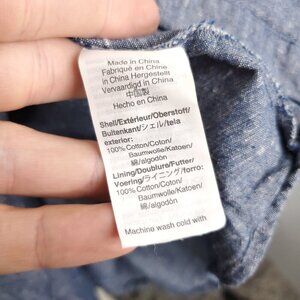 Made in China
Fabriqué en Chine
In China Hergestellt
Vervaardigd in China
中国製
Hecho en China
Shell/Extérieur/Oberstoff/
Buitenkant/シェル/tela
exterior:
100% Cotton/Coton/
Baumwolle/Katoen/
綿/algodón
Lining/Doublure/Futter/
Voering/ライニング/forro:
100% Cotton/Coton/
Baumwolle/Katoen/
綿/algodón
Machine wash cold with